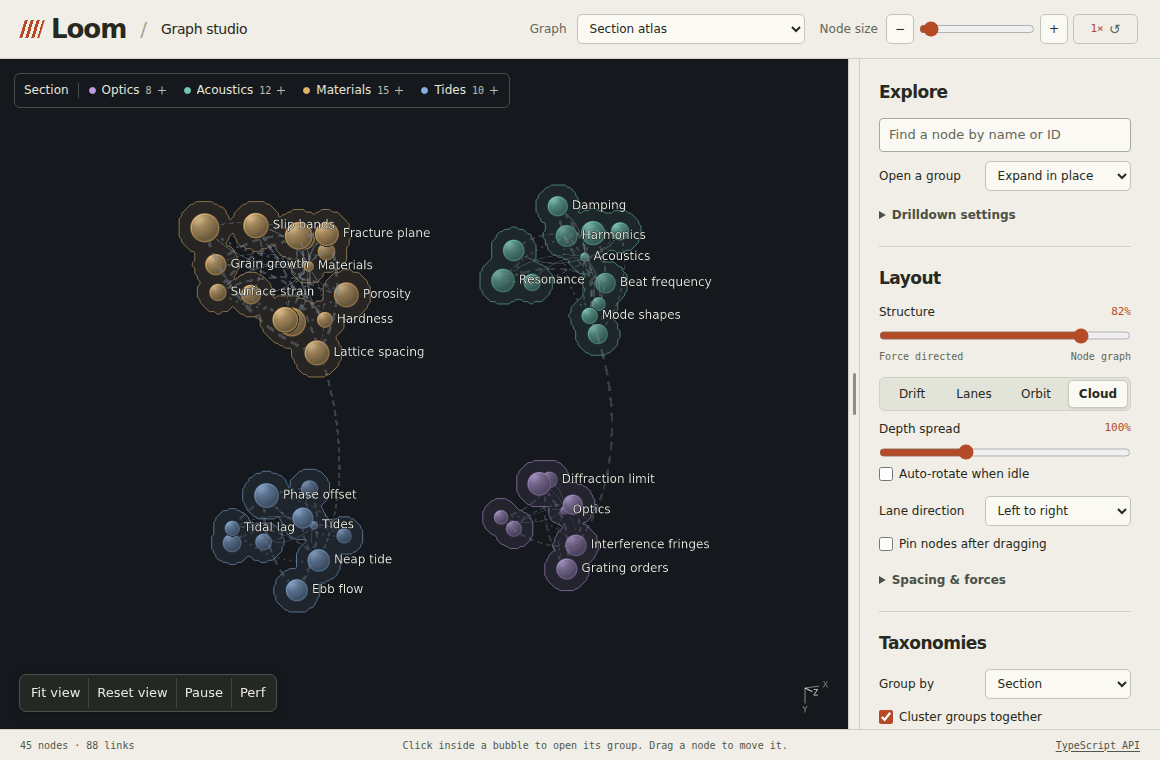 Loom / Graph studio
Graph Section atlas Node size − + 1× ↺
Section Optics 8 + Acoustics 12 + Materials 15 + Tides 10 +
Slip bands
Fracture plane
Grain growth
Materials
Surface strain
Porosity
Hardness
Lattice spacing
Damping
Harmonics
Acoustics
Resonance
Beat frequency
Mode shapes
Phase offset
Tidal lag
Tides
Neap tide
Ebb flow
Diffraction limit
Optics
Interference fringes
Grating orders
Fit view Reset view Pause Perf
X
Z
Y
Explore
Find a node by name or ID
Open a group Expand in place
Drilldown settings
Layout
Structure 82%
Force directed Node graph
Drift Lanes Orbit Cloud
Depth spread 100%
Auto-rotate when idle
Lane direction Left to right
Pin nodes after dragging
Spacing & forces
Taxonomies
Group by Section
Cluster groups together
45 nodes · 88 links
Click inside a bubble to open its group. Drag a node to move it.
TypeScript API